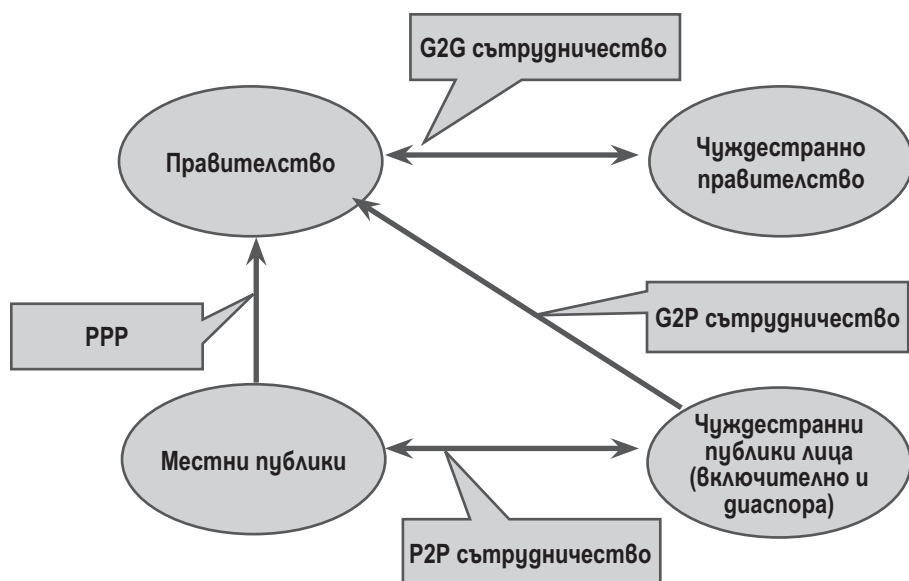 G2G сътрудничество
Правителство
Чуждестранно
правителство
PPP
G2P сътрудничество
Местни публики
Чуждестранни
публики лица
(включително и
диаспора)
P2P сътрудничество